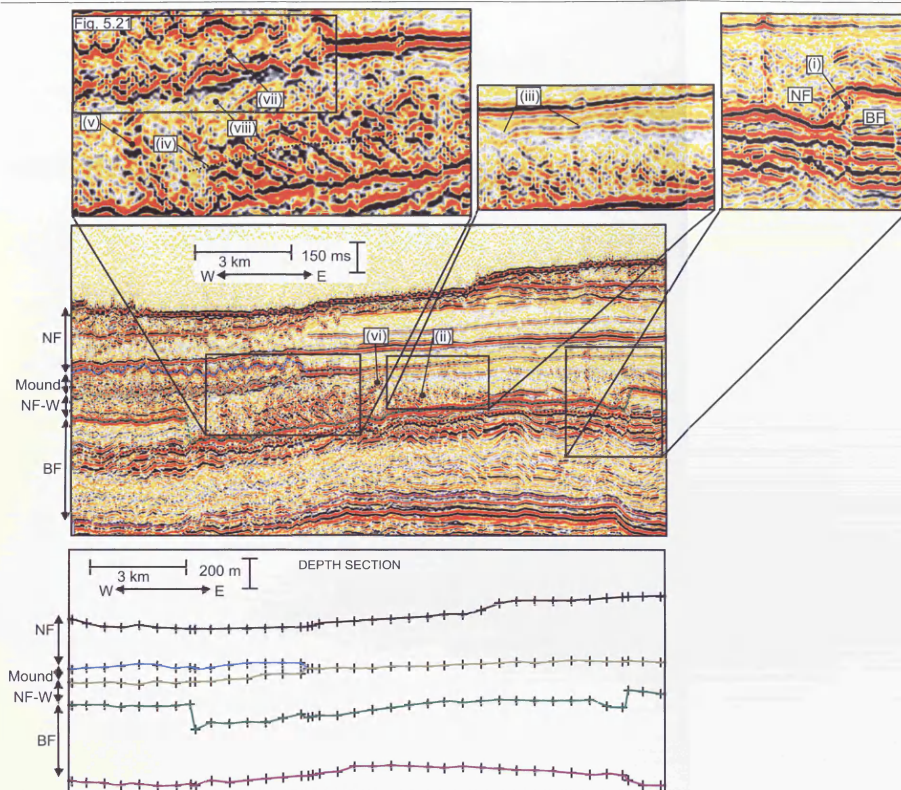 Fig. 5.21
(vii)
(v)
(viii)
(iv)
(iii)
(i)
NF
BF
3 km
150 ms
W
E
NF
(vi)
(ii)
Mound
NF-W
BF
3 km
200 m
DEPTH SECTION
W
E
NF
Mound
NF-W
BF